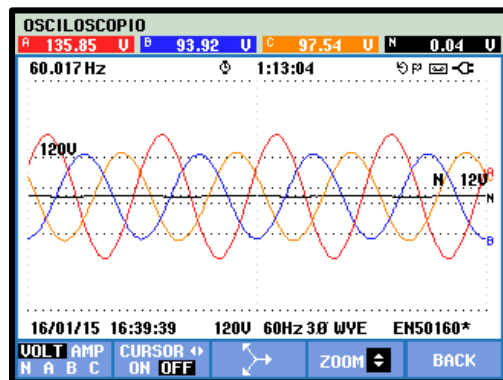 OSCILOSCOPIO
A 135.85 V B 93.92 V C 97.54 V N 0.04 V
60.017 Hz 1:13:04
120V
N 12V
A
N
B
16/01/15 16:39:39 120V 60Hz 3Ø WYE EN50160*
VOLT AMP CURSOR ZOOM BACK
N A B C ON OFF